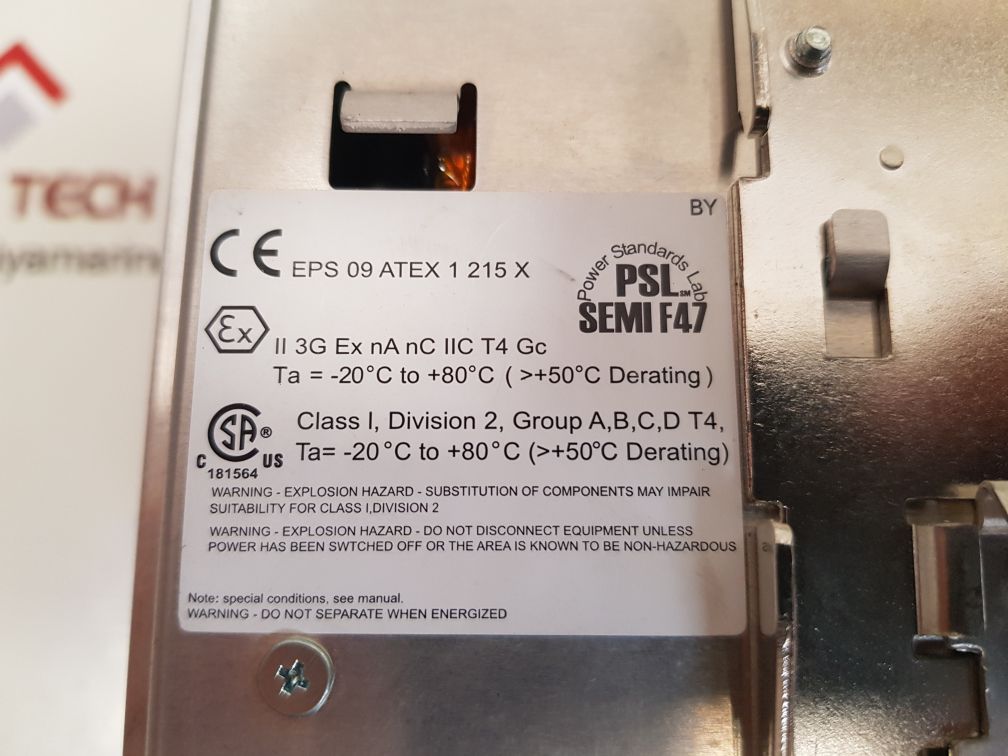 TECH
BY
CE EPS 09 ATEX 1 215 X
Power Standards Lab
PSL SM
SEMI F47
Ex II 3G Ex nA nC IIC T4 Gc
Ta = -20°C to +80°C ( >+50°C Derating )
CSA ® Class I, Division 2, Group A,B,C,D T4,
C US Ta= -20°C to +80°C (>+50°C Derating)
181564
WARNING - EXPLOSION HAZARD - SUBSTITUTION OF COMPONENTS MAY IMPAIR
SUITABILITY FOR CLASS I,DIVISION 2
WARNING - EXPLOSION HAZARD - DO NOT DISCONNECT EQUIPMENT UNLESS
POWER HAS BEEN SWTCHED OFF OR THE AREA IS KNOWN TO BE NON-HAZARDOUS
Note: special conditions, see manual.
WARNING - DO NOT SEPARATE WHEN ENERGIZED